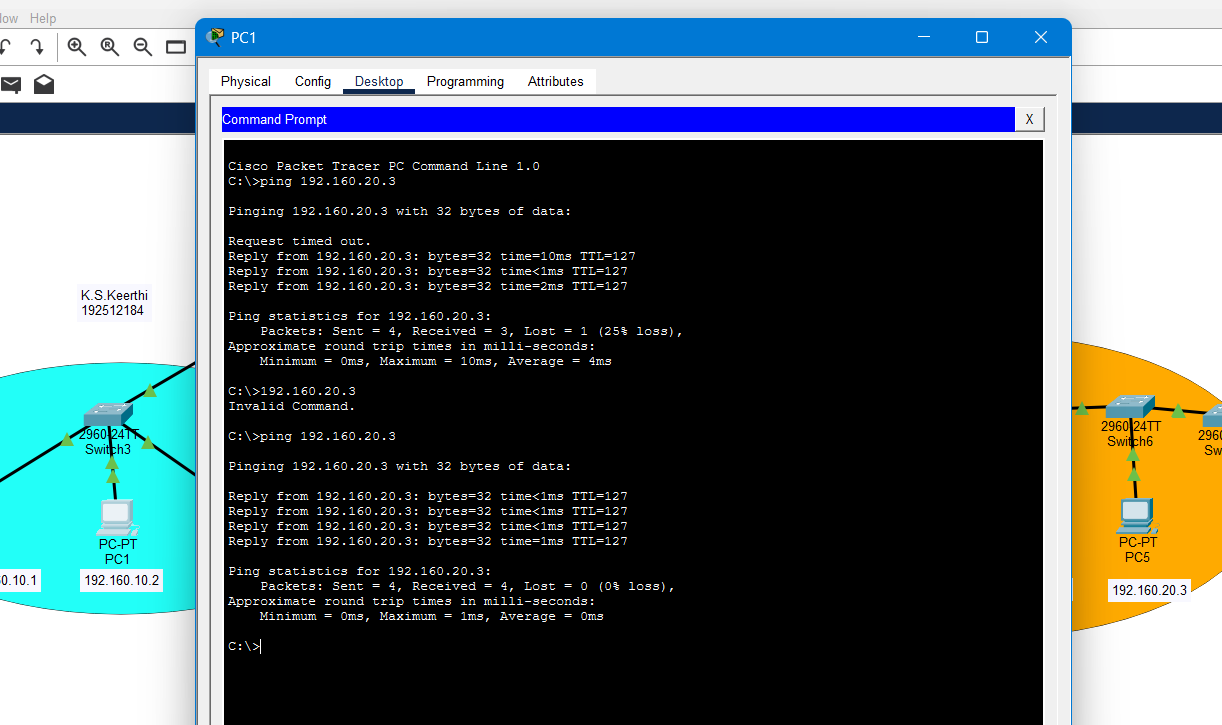 Help
PC1
Physical Config Desktop Programming Attributes
Command Prompt
X
Cisco Packet Tracer PC Command Line 1.0
C:\>ping 192.160.20.3
Pinging 192.160.20.3 with 32 bytes of data:
Request timed out.
Reply from 192.160.20.3: bytes=32 time=10ms TTL=127
Reply from 192.160.20.3: bytes=32 time<1ms TTL=127
Reply from 192.160.20.3: bytes=32 time=2ms TTL=127
Ping statistics for 192.160.20.3:
Packets: Sent = 4, Received = 3, Lost = 1 (25% loss),
Approximate round trip times in milli-seconds:
Minimum = 0ms, Maximum = 10ms, Average = 4ms
C:\>192.160.20.3
Invalid Command.
C:\>ping 192.160.20.3
Pinging 192.160.20.3 with 32 bytes of data:
Reply from 192.160.20.3: bytes=32 time<1ms TTL=127
Reply from 192.160.20.3: bytes=32 time<1ms TTL=127
Reply from 192.160.20.3: bytes=32 time<1ms TTL=127
Reply from 192.160.20.3: bytes=32 time=1ms TTL=127
Ping statistics for 192.160.20.3:
Packets: Sent = 4, Received = 4, Lost = 0 (0% loss),
Approximate round trip times in milli-seconds:
Minimum = 0ms, Maximum = 1ms, Average = 0ms
C:\>
K.S.Keerthi
192512184
2960-24TT
Switch3
PC-PT
PC1
0.10.1
192.160.10.2
2960-24TT
Switch6
2960
Sw
PC-PT
PC5
192.160.20.3